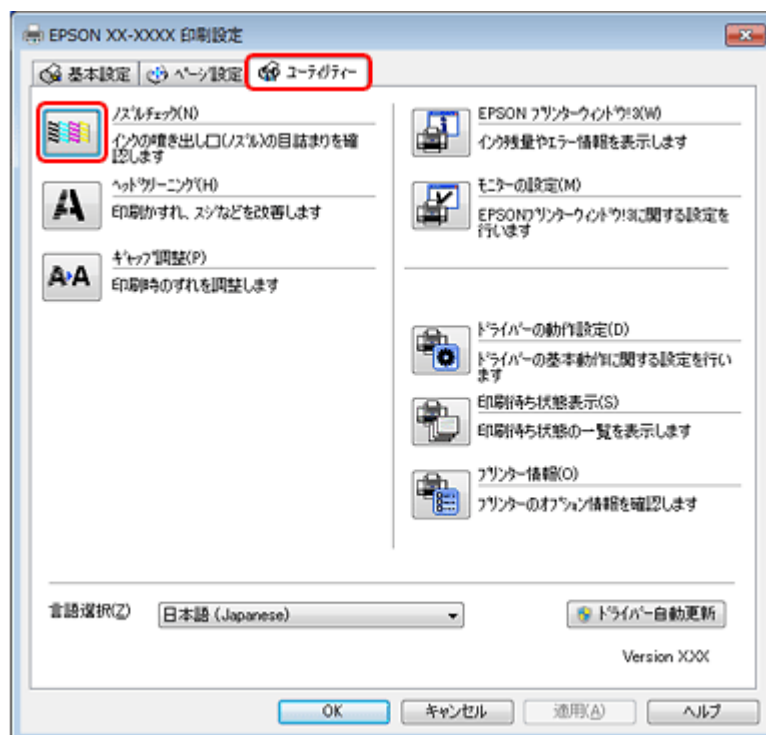 EPSON XX-XXXX 印刷設定
基本設定 ページ設定 ユーティリティー
ノズルチェック(N)
インクの噴き出し口(ノズル)の目詰まりを確
認します
ヘッドクリーニング(H)
印刷かすれ、スジなどを改善します
ギャップ調整(P)
印刷時のずれを調整します
EPSON プリンターウィンドウ!3(W)
インク残量やエラー情報を表示します
モニターの設定(M)
EPSONプリンターウィンドウ!3に関する設定を
行います
ドライバーの動作設定(D)
ドライバーの基本動作に関する設定を行い
ます
印刷待ち状態表示(S)
印刷待ち状態の一覧を表示します
プリンター情報(O)
プリンターのオプション情報を確認します
言語選択(Z) 日本語 (Japanese) ドライバー自動更新
Version X.XX
OK キャンセル 適用(A) ヘルプ